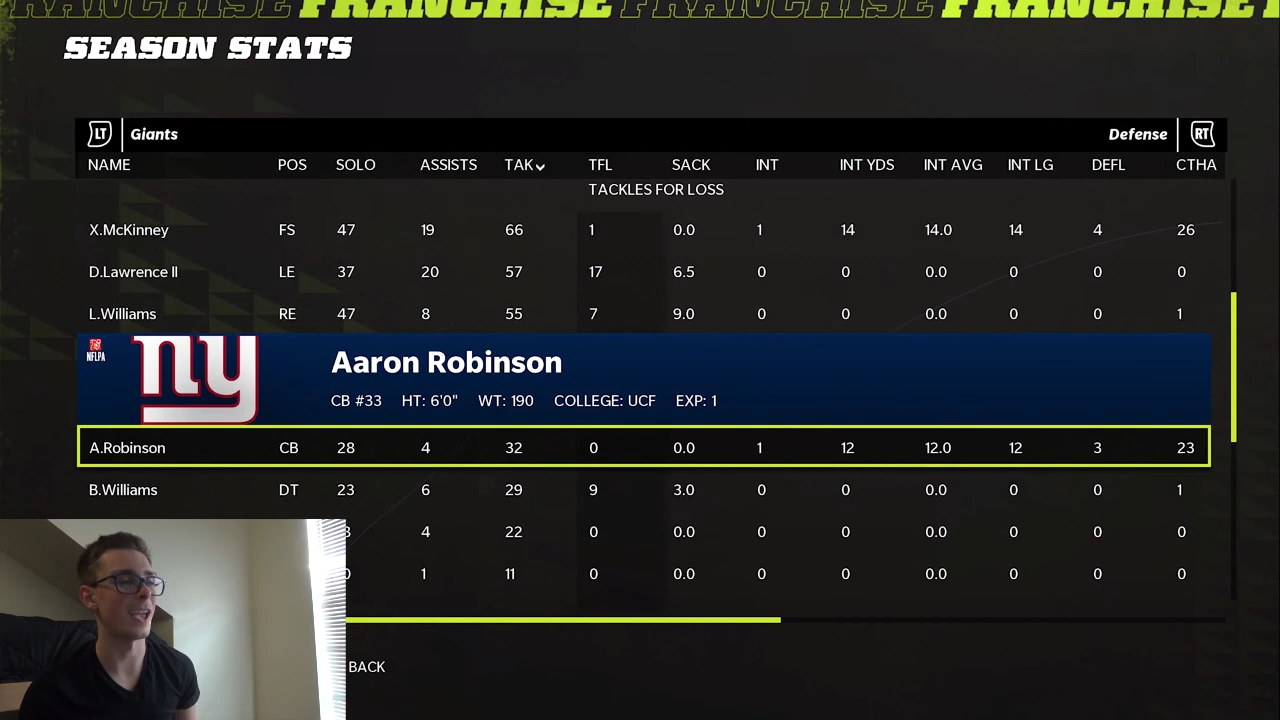 FRANCHISE FRANCHISE FRANCHISE FRANCHISE
SEASON STATS
LT Giants Defense RT
NAME POS SOLO ASSISTS TAK TFL SACK INT INT YDS INT AVG INT LG DEFL CTHA
TACKLES FOR LOSS
X.McKinney FS 47 19 66 1 0.0 1 14 14.0 14 4 26
D.Lawrence II LE 37 20 57 17 6.5 0 0 0.0 0 0 0
L.Williams RE 47 8 55 7 9.0 0 0 0.0 0 0 1
NFLPA ny Aaron Robinson
CB #33 HT: 6'0" WT: 190 COLLEGE: UCF EXP: 1
A.Robinson CB 28 4 32 0 0.0 1 12 12.0 12 3 23
B.Williams DT 23 6 29 9 3.0 0 0 0.0 0 0 1
4 22 0 0.0 0 0 0.0 0 0 0
1 11 0 0.0 0 0 0.0 0 0 0
BACK